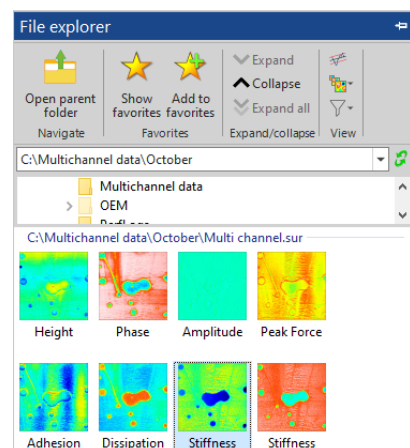 File explorer
Open parent folder
Show favorites
Add to favorites
Expand
Collapse
Expand all
Navigate
Favorites
Expand/collapse
View
C:\Multichannel data\October
Multichannel data
OEM
C:\Multichannel data\October\Multi channel.sur
Height
Phase
Amplitude
Peak Force
Adhesion
Dissipation
Stiffness
Stiffness